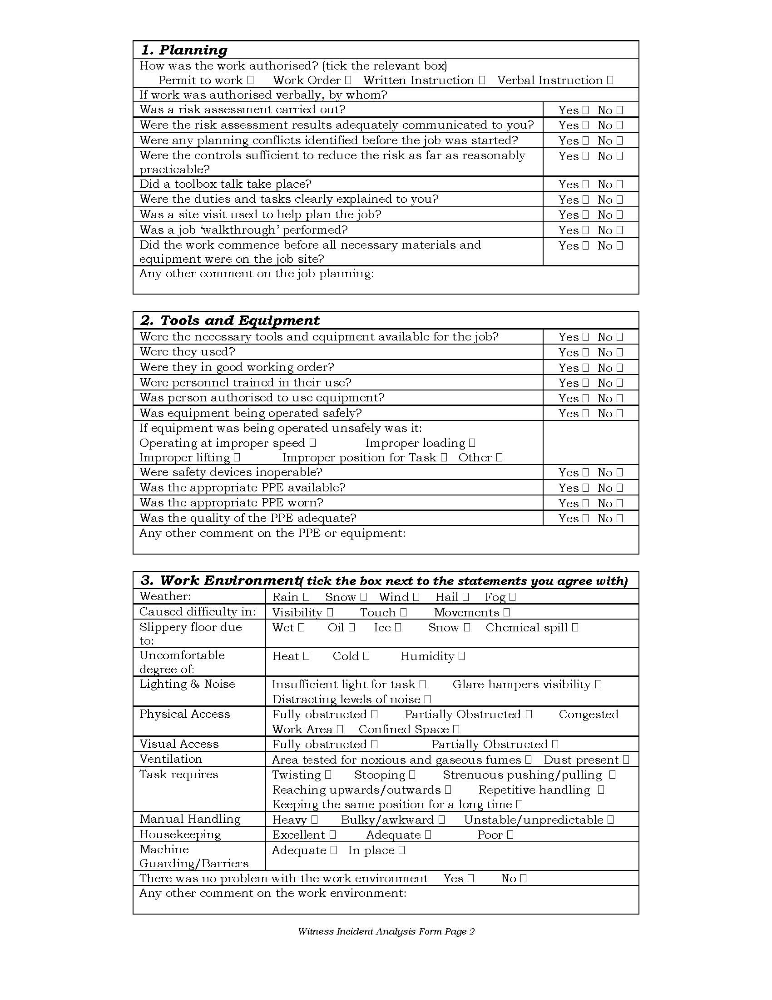 1. Planning
How was the work authorised? (tick the relevant box)
Permit to work ☐ Work Order ☐ Written Instruction ☐ Verbal Instruction ☐
If work was authorised verbally, by whom?
Was a risk assessment carried out? Yes ☐ No ☐
Were the risk assessment results adequately communicated to you? Yes ☐ No ☐
Were any planning conflicts identified before the job was started? Yes ☐ No ☐
Were the controls sufficient to reduce the risk as far as reasonably Yes ☐ No ☐
practicable?
Did a toolbox talk take place? Yes ☐ No ☐
Were the duties and tasks clearly explained to you? Yes ☐ No ☐
Was a site visit used to help plan the job? Yes ☐ No ☐
Was a job ‘walkthrough’ performed? Yes ☐ No ☐
Did the work commence before all necessary materials and Yes ☐ No ☐
equipment were on the job site?
Any other comment on the job planning:
2. Tools and Equipment
Were the necessary tools and equipment available for the job? Yes ☐ No ☐
Were they used? Yes ☐ No ☐
Were they in good working order? Yes ☐ No ☐
Were personnel trained in their use? Yes ☐ No ☐
Was person authorised to use equipment? Yes ☐ No ☐
Was equipment being operated safely? Yes ☐ No ☐
If equipment was being operated unsafely was it:
Operating at improper speed ☐ Improper loading ☐
Improper lifting ☐ Improper position for Task ☐ Other ☐
Were safety devices inoperable? Yes ☐ No ☐
Was the appropriate PPE available? Yes ☐ No ☐
Was the appropriate PPE worn? Yes ☐ No ☐
Was the quality of the PPE adequate? Yes ☐ No ☐
Any other comment on the PPE or equipment:
3. Work Environment( tick the box next to the statements you agree with)
Weather: Rain ☐ Snow ☐ Wind ☐ Hail ☐ Fog ☐
Caused difficulty in: Visibility ☐ Touch ☐ Movements ☐
Slippery floor due Wet ☐ Oil ☐ Ice ☐ Snow ☐ Chemical spill ☐
to:
Uncomfortable Heat ☐ Cold ☐ Humidity ☐
degree of:
Lighting & Noise Insufficient light for task ☐ Glare hampers visibility ☐
Distracting levels of noise ☐
Physical Access Fully obstructed ☐ Partially Obstructed ☐ Congested
Work Area ☐ Confined Space ☐
Visual Access Fully obstructed ☐ Partially Obstructed ☐
Ventilation Area tested for noxious and gaseous fumes ☐ Dust present ☐
Task requires Twisting ☐ Stooping ☐ Strenuous pushing/pulling ☐
Reaching upwards/outwards ☐ Repetitive handling ☐
Keeping the same position for a long time ☐
Manual Handling Heavy ☐ Bulky/awkward ☐ Unstable/unpredictable ☐
Housekeeping Excellent ☐ Adequate ☐ Poor ☐
Machine Adequate ☐ In place ☐
Guarding/Barriers
There was no problem with the work environment Yes ☐ No ☐
Any other comment on the work environment:
Witness Incident Analysis Form Page 2